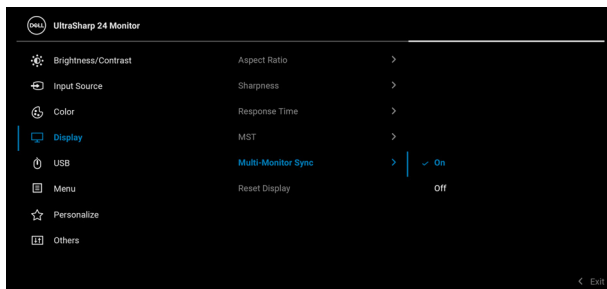 DELL UltraSharp 24 Monitor
Brightness/Contrast Aspect Ratio
Input Source Sharpness
Color Response Time
Display MST
USB Multi-Monitor Sync On
Menu Reset Display Off
Personalize
Others
Exit